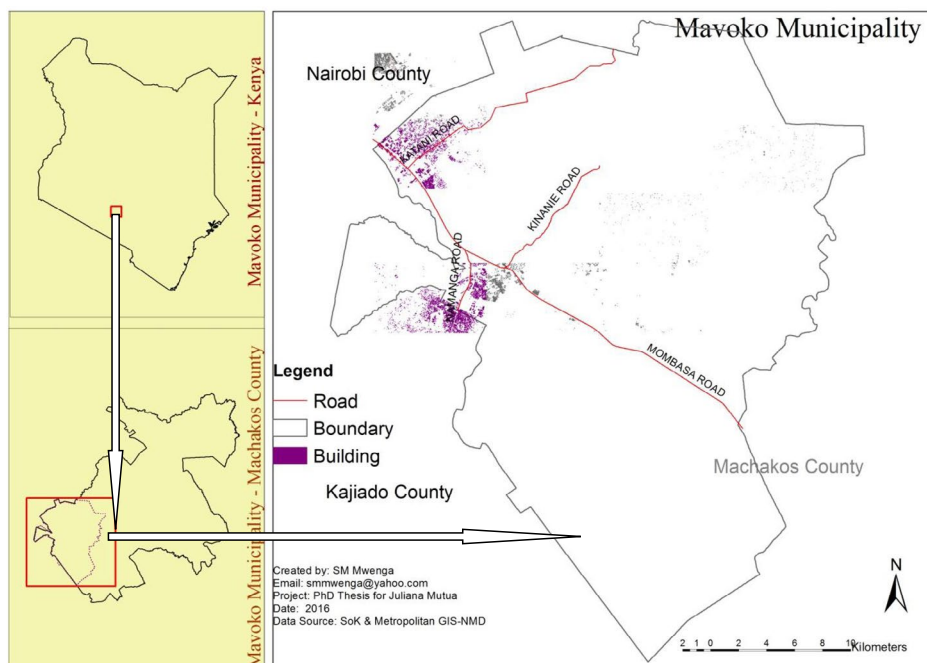 Mavoko Municipality - Kenya
Mavoko Municipality - Machakos County
Mavoko Municipality
Nairobi County
KATANI ROAD
KINANIE ROAD
NAMANGA ROAD
MOMBASA ROAD
Machakos County
Kajiado County
Legend
Road
Boundary
Building
Created by: SM Mwenga
Email: smmwenga@yahoo.com
Project: PhD Thesis for Juliana Mutua
Date: 2016
Data Source: SoK & Metropolitan GIS-NMD
N
2 1 0 2 4 6 8 10
Kilometers